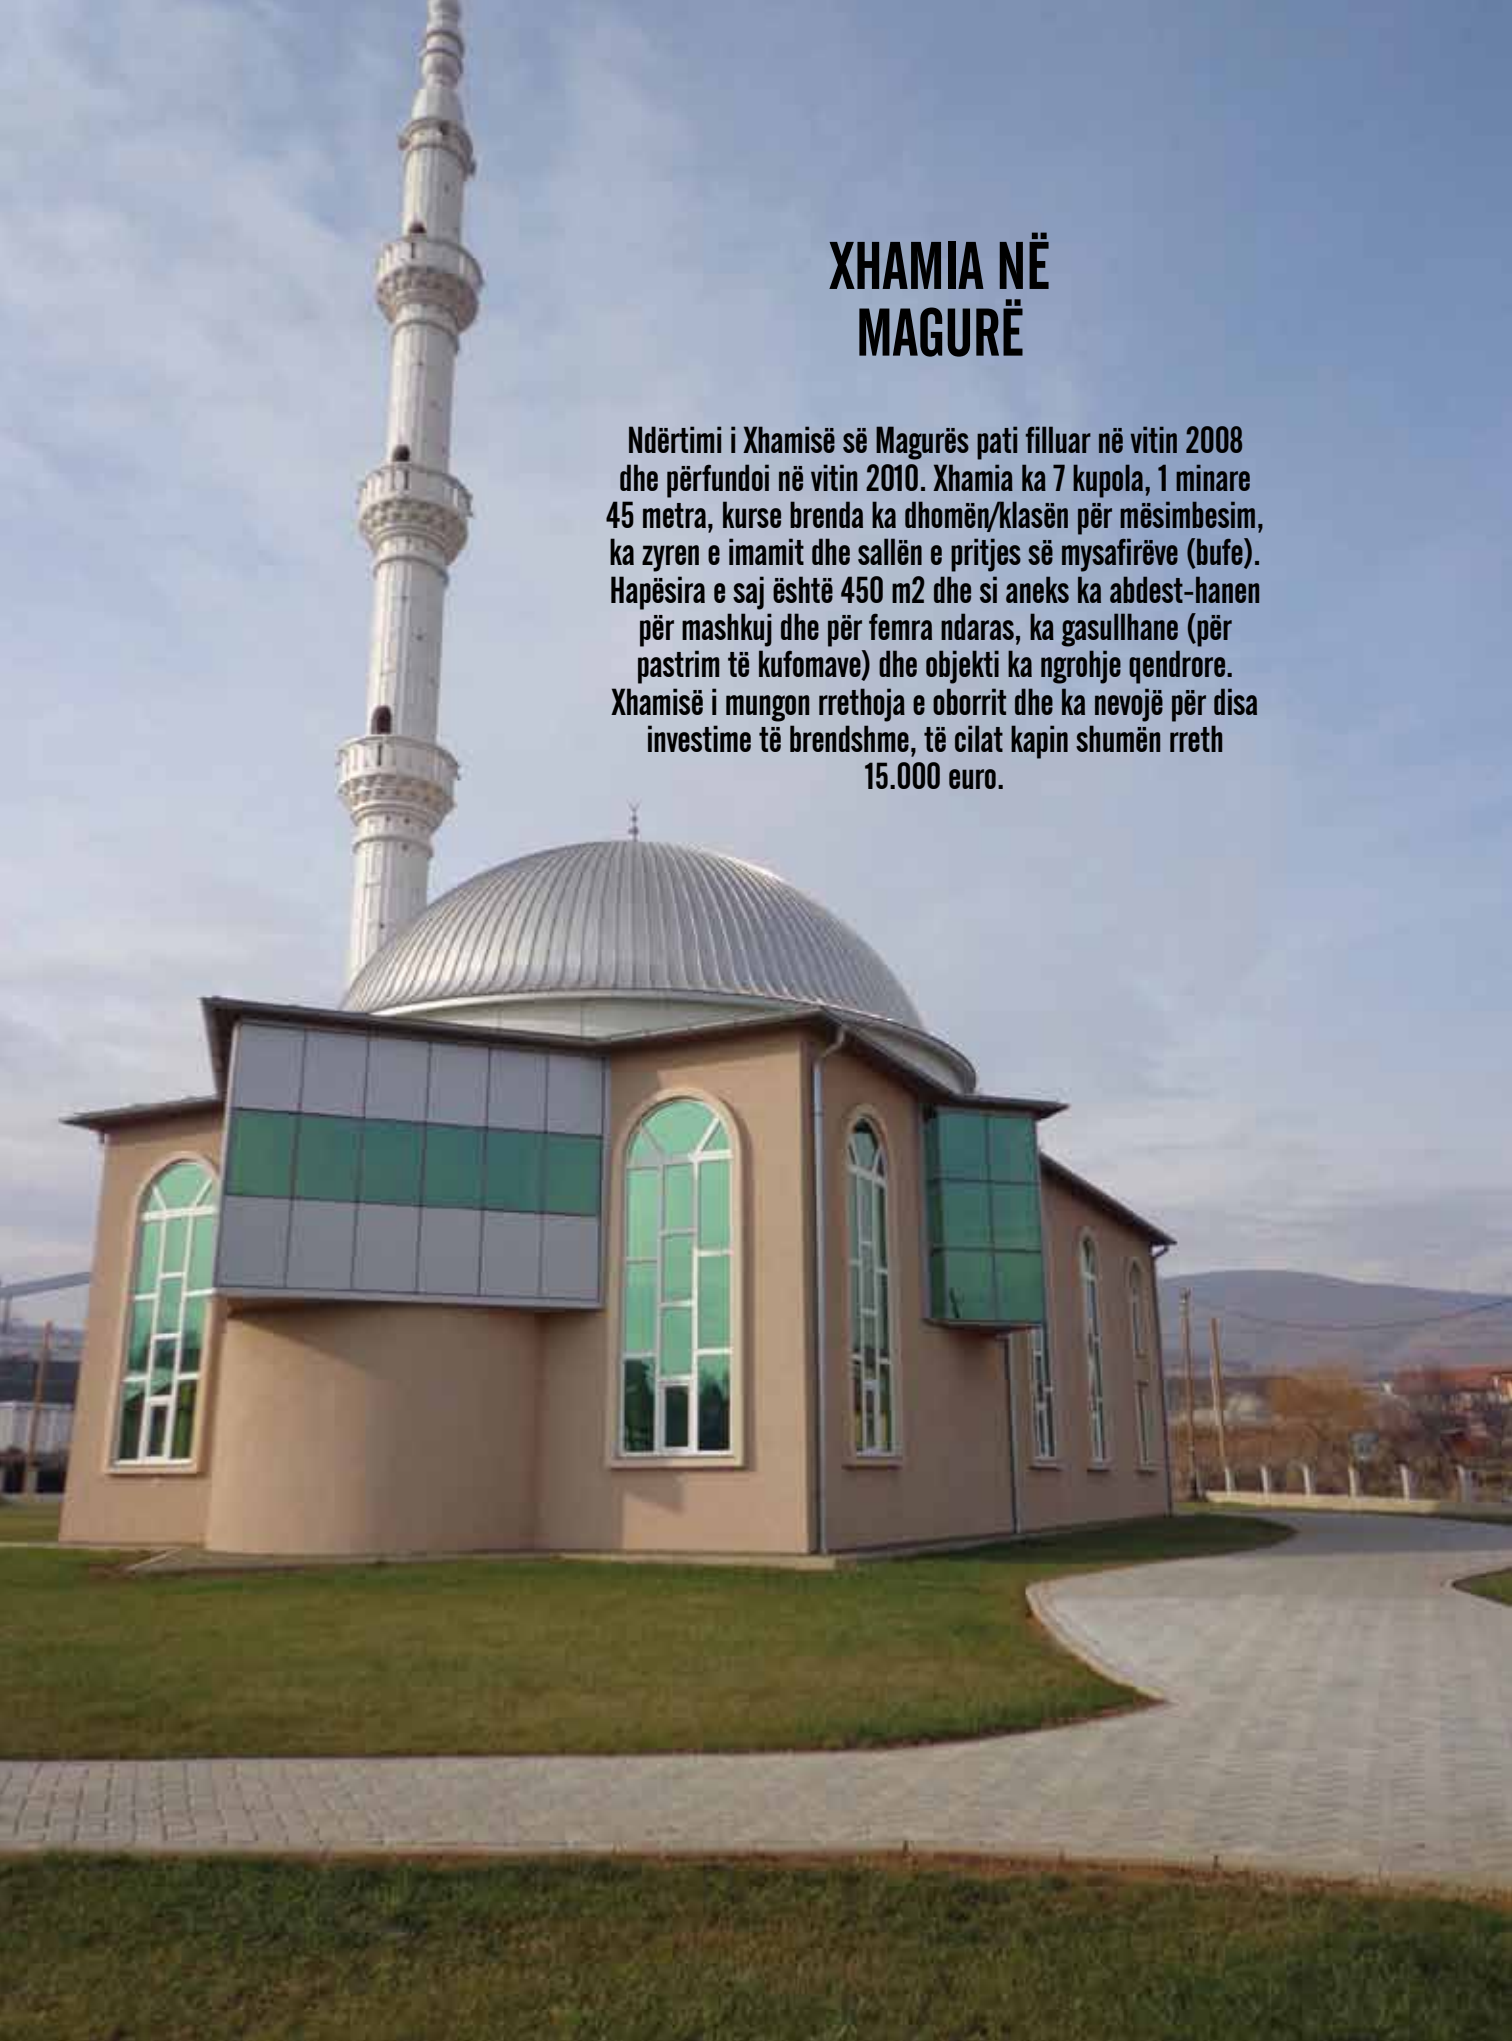 XHAMIA NË
MAGURË
Ndërtimi i Xhamisë së Magurës pati filluar në vitin 2008
dhe përfundoi në vitin 2010. Xhamia ka 7 kupola, 1 minare
45 metra, kurse brenda ka dhomën/klasën për mësimbesim,
ka zyren e imamit dhe sallën e pritjes së mysafirëve (bufe).
Hapësira e saj është 450 m2 dhe si aneks ka abdest-hanen
për mashkuj dhe për femra ndaras, ka gasullhane (për
pastrim të kufomave) dhe objekti ka ngrohje qendrore.
Xhamisë i mungon rrethoja e oborrit dhe ka nevojë për disa
investime të brendshme, të cilat kapin shumën rreth
15.000 euro.